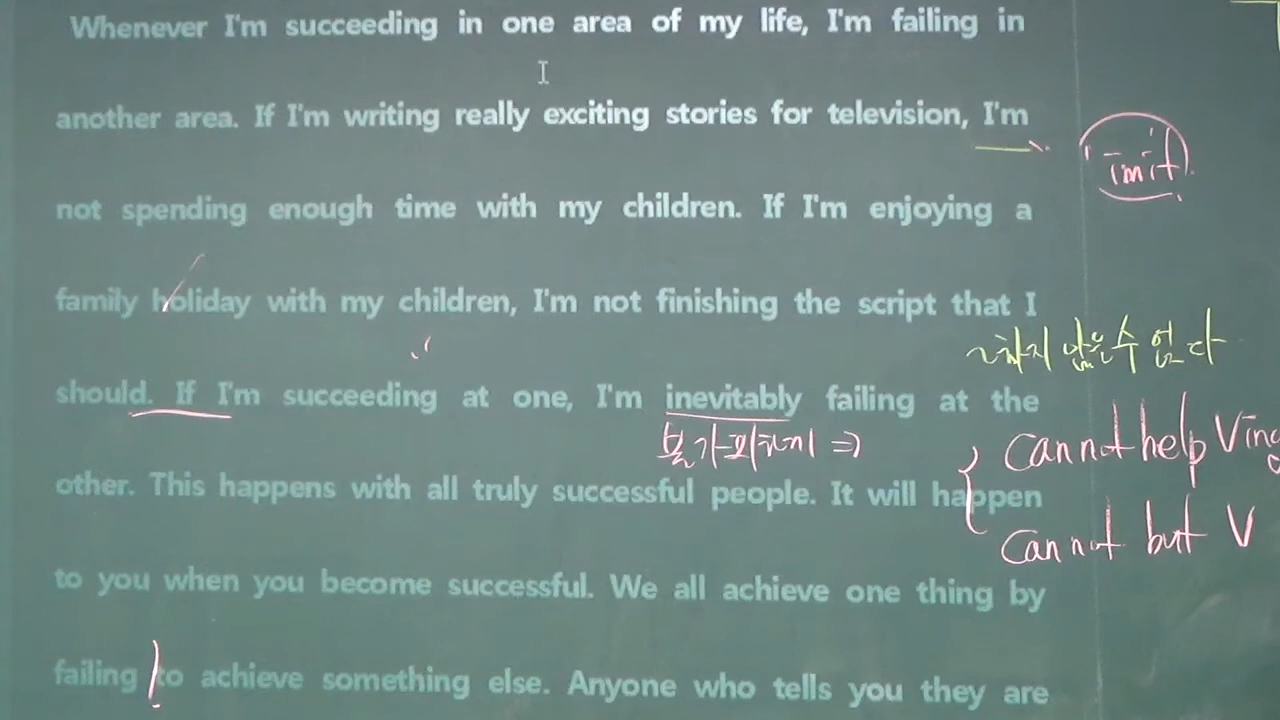 Whenever I'm succeeding in one area of my life, I'm failing in
another area. If I'm writing really exciting stories for television, I'm
imit
not spending enough time with my children. If I'm enjoying a
family holiday with my children, I'm not finishing the script that I
~하지 않을 수 없다
should. If I'm succeeding at one, I'm inevitably failing at the
불가피하게 ⇒
Cannot help Ving
other. This happens with all truly successful people. It will happen
Cannot but V
to you when you become successful. We all achieve one thing by
failing to achieve something else. Anyone who tells you they are